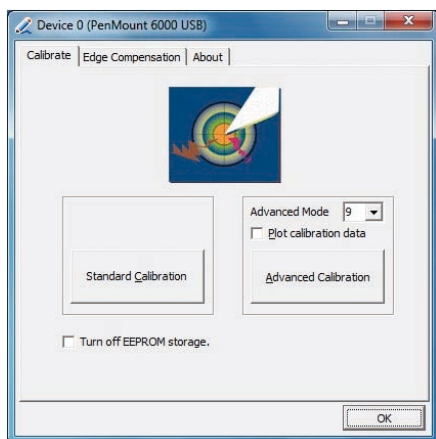 Device 0 (PenMount 6000 USB)
Calibrate Edge Compensation About
Advanced Mode 9
Plot calibration data
Standard Calibration
Advanced Calibration
Turn off EEPROM storage.
OK